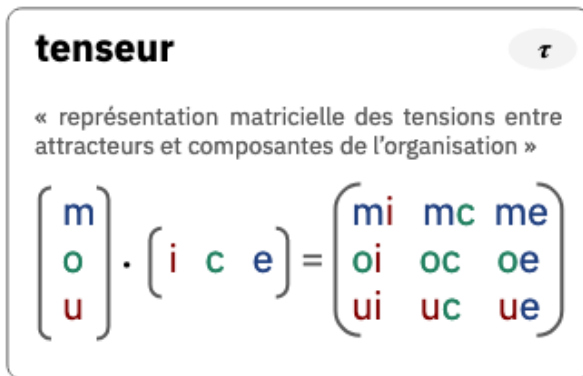 tenseur τ
« représentation matricielle des tensions entre
attracteurs et composantes de l'organisation »
m mi mc me
o · ( i c e ) = oi oc oe
u ui uc ue